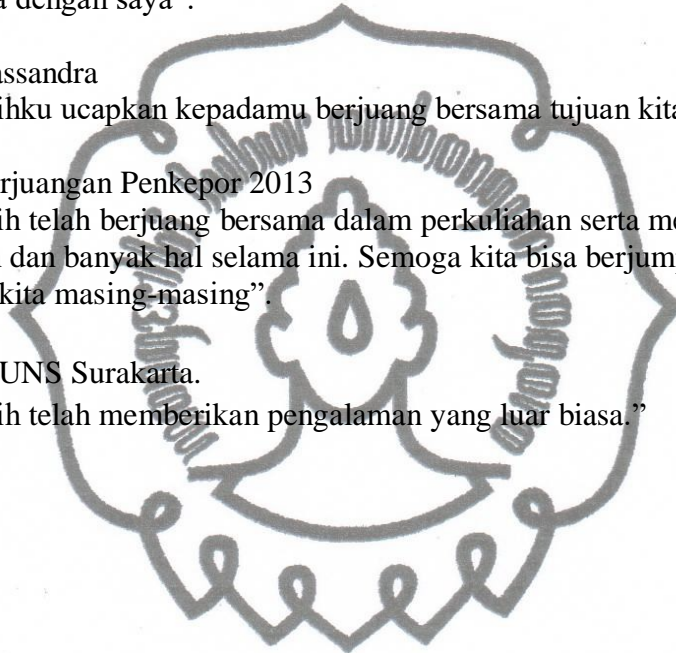 dengan saya".
assandra
ihku ucapkan kepadamu berjuang bersama tujuan kita
rjuangan Penkepor 2013
ih telah berjuang bersama dalam perkuliahan serta me
dan banyak hal selama ini. Semoga kita bisa berjump
kita masing-masing”.
UNS Surakarta.
ih telah memberikan pengalaman yang luar biasa.”